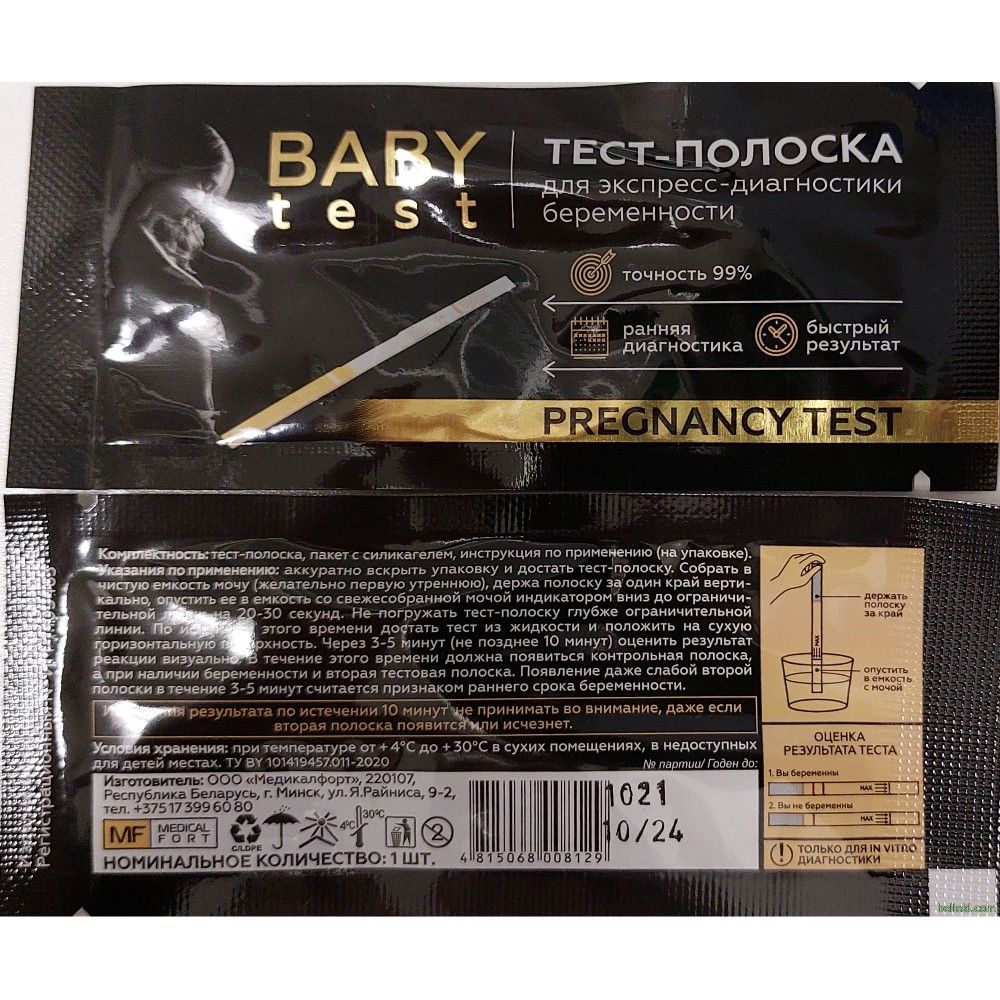 BABY
test
ТЕСТ-ПОЛОСКА
для экспресс-диагностики
беременности
точность 99%
ранняя
диагностика
быстрый
результат
PREGNANCY TEST
Комплектность: тест-полоска, пакет с силикагелем, инструкция по применению (на упаковке).
Указания по применению: аккуратно вскрыть упаковку и достать тест-полоску. Собрать в
чистую емкость мочу (желательно первую утреннюю), держа полоску за один край верти-
кально, опустить ее в емкость со свежесобранной мочой индикатором вниз до ограничи-
тельной на 20-30 секунд. Не погружать тест-полоску глубже ограничительной
линии. По этого времени достать тест из жидкости и положить на сухую
горизонтальную Через 3-5 минут (не позднее 10 минут) оценить результат
реакции визуально. В течение этого времени должна появиться контрольная полоска,
а при наличии беременности и вторая тестовая полоска. Появление даже слабой второй
полоски в течение 3-5 минут считается признаком раннего срока беременности.
результата по истечении 10 минут не принимать во внимание, даже если
вторая полоска появится или исчезнет.
Условия хранения: при температуре от +4°C до +30°C в сухих помещениях, в недоступных
для детей местах. ТУ BY 101419457.011-2020
№ партии/ Годен до:
Изготовитель: ООО «Медикалфорт», 220107,
Республика Беларусь, г. Минск, ул. Я.Райниса, 9-2,
тел. +375 17 399 60 80
MF MEDICAL
FORT
C/LDPE
4°C
30°C
НОМИНАЛЬНОЕ КОЛИЧЕСТВО: 1 ШТ.
4 815068 008129
1021
10/24
держать
полоску
за край
MAX
опустить
в емкость
с мочой
ОЦЕНКА
РЕЗУЛЬТАТА ТЕСТА
1. Вы беременны
MAX
2. Вы не беременны
MAX
ТОЛЬКО ДЛЯ IN VITRO
ДИАГНОСТИКИ